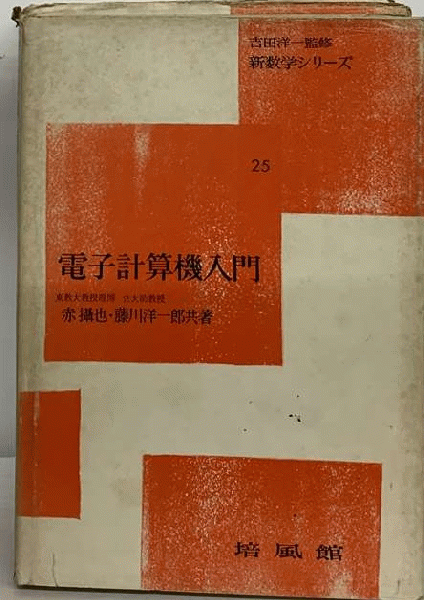 吉田洋一監修
新数学シリーズ
25
電子計算機入門
東教大教授理博 立大助教授
赤攝也・藤川洋一郎共著
培風館